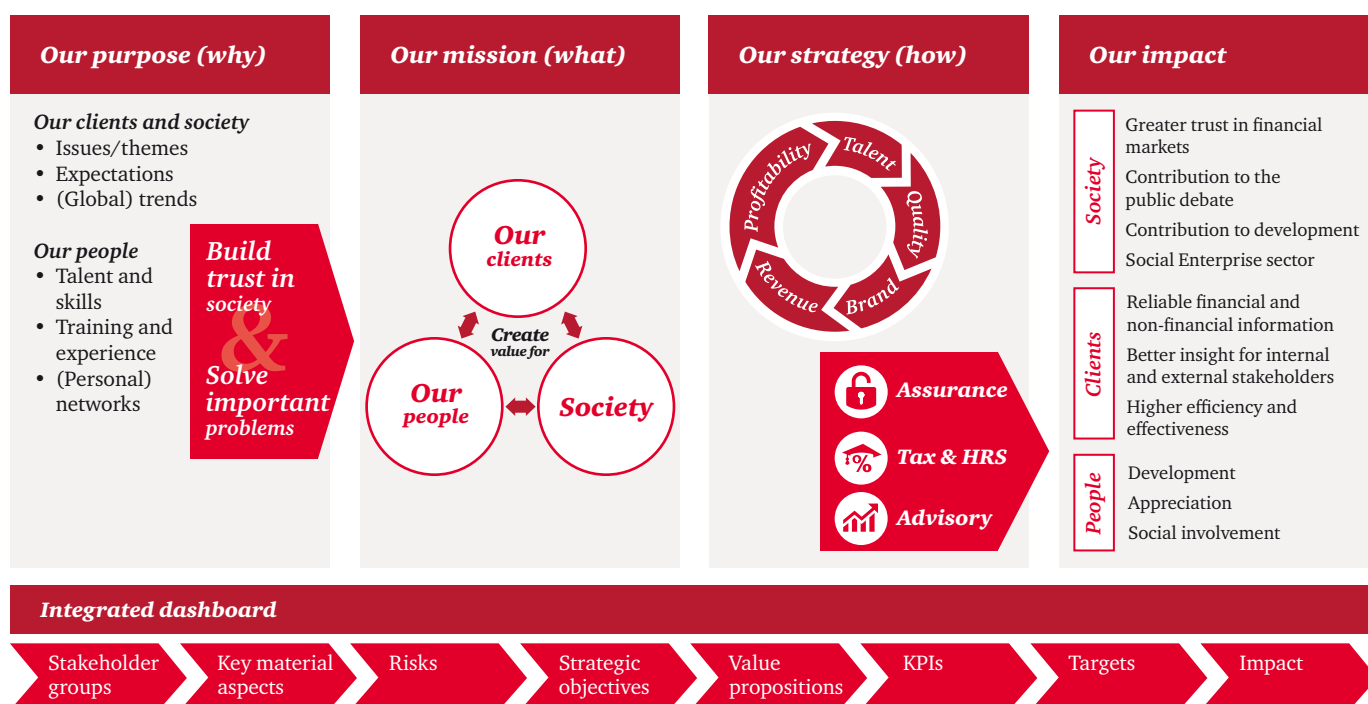 Our purpose (why)
Our clients and society
• Issues/themes
• Expectations
• (Global) trends
Our people
• Talent and
skills
• Training and
experience
• (Personal)
networks
Build
trust in
society
&
Solve
important
problems
Our mission (what)
Our
clients
Create
value for
Our
people
Society
Our strategy (how)
Profitability
Talent
Quality
Brand
Revenue
Assurance
%
Tax & HRS
Advisory
Our impact
Society
Greater trust in financial
markets
Contribution to the
public debate
Contribution to development
Social Enterprise sector
Clients
Reliable financial and
non-financial information
Better insight for internal
and external stakeholders
Higher efficiency and
effectiveness
People
Development
Appreciation
Social involvement
Integrated dashboard
Stakeholder
groups
Key material
aspects
Risks
Strategic
objectives
Value
propositions
KPIs
Targets
Impact